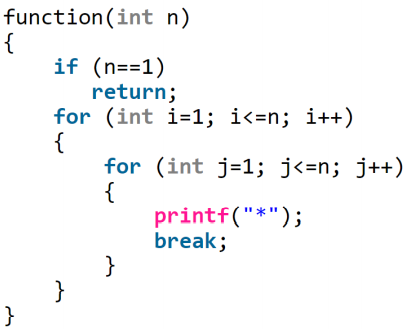 function(int n)
{
    if (n==1)
       return;
    for (int i=1; i<=n; i++)
    {
        for (int j=1; j<=n; j++)
        {
            printf("*");
            break;
        }
    }
}